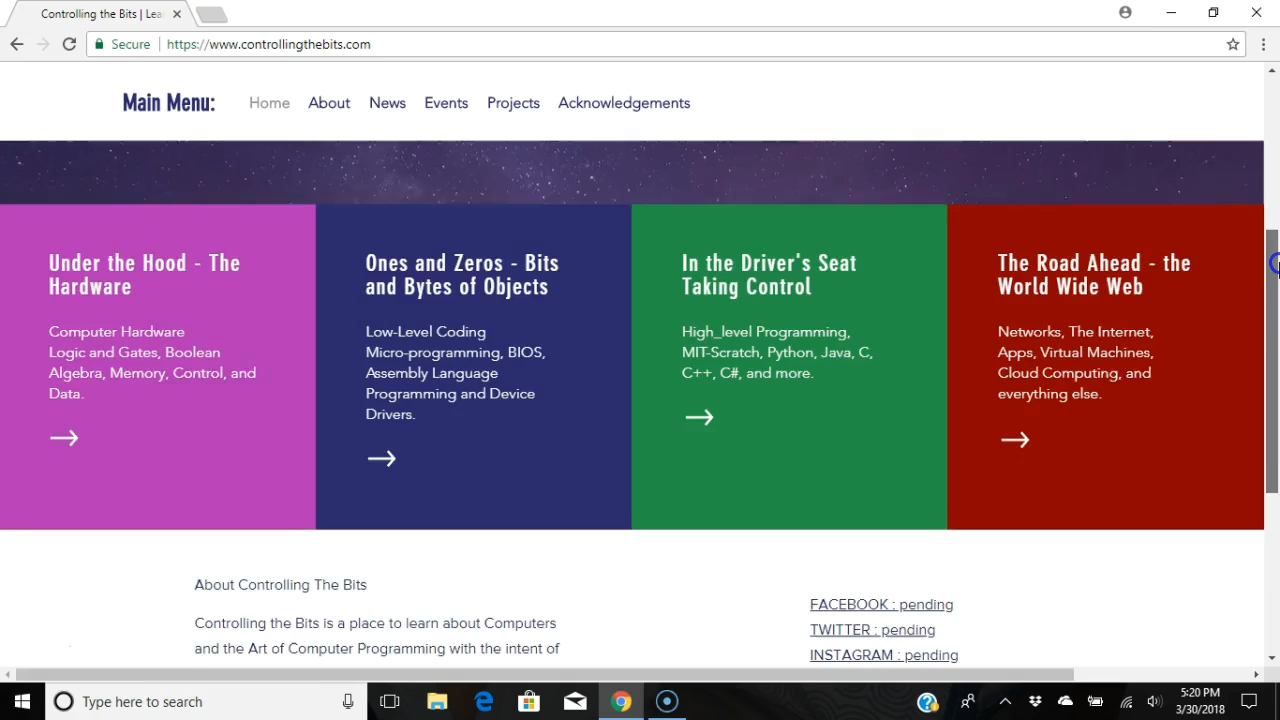 Controlling the Bits | Lea
Secure https://www.controllingthebits.com
Main Menu: Home About News Events Projects Acknowledgements
Under the Hood - The
Hardware
Computer Hardware
Logic and Gates, Boolean
Algebra, Memory, Control, and
Data.
Ones and Zeros - Bits
and Bytes of Objects
Low-Level Coding
Micro-programming, BIOS,
Assembly Language
Programming and Device
Drivers.
In the Driver's Seat
Taking Control
High_level Programming,
MIT-Scratch, Python, Java, C,
C++, C#, and more.
The Road Ahead - the
World Wide Web
Networks, The Internet,
Apps, Virtual Machines,
Cloud Computing, and
everything else.
About Controlling The Bits
Controlling the Bits is a place to learn about Computers
and the Art of Computer Programming with the intent of
FACEBOOK : pending
TWITTER : pending
INSTAGRAM : pending
Type here to search
5:20 PM
3/30/2018